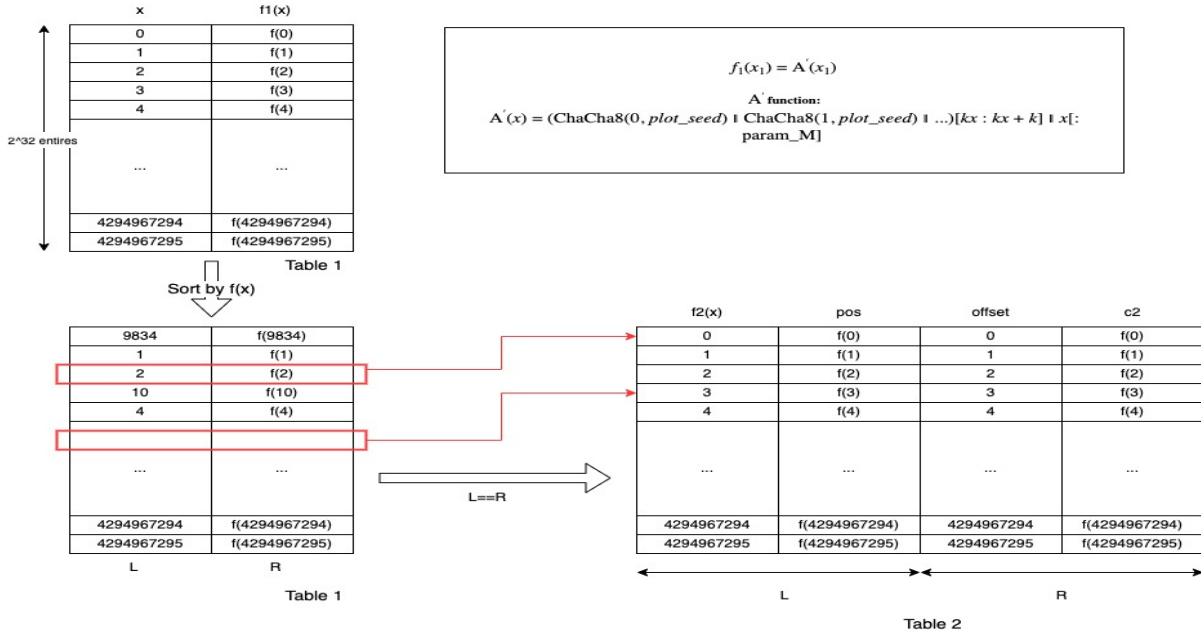 x f1(x)
0 f(0)
1 f(1)
2 f(2)
3 f(3)
4 f(4)
2^32 entires
... ...
4294967294 f(4294967294)
4294967295 f(4294967295)
Table 1
f₁(x₁) = A'(x₁)
A' function:
A'(x) = (ChaCha8(0, plot_seed) ‖ ChaCha8(1, plot_seed) ‖ ...)[kx : kx + k] ‖ x[:
param_M]
Sort by f(x)
9834 f(9834)
1 f(1)
2 f(2)
10 f(10)
4 f(4)
... ...
4294967294 f(4294967294)
4294967295 f(4294967295)
L R
Table 1
L==R
f2(x) pos offset c2
0 f(0) 0 f(0)
1 f(1) 1 f(1)
2 f(2) 2 f(2)
3 f(3) 3 f(3)
4 f(4) 4 f(4)
... ... ... ...
4294967294 f(4294967294) 4294967294 f(4294967294)
4294967295 f(4294967295) 4294967295 f(4294967295)
L R
Table 2